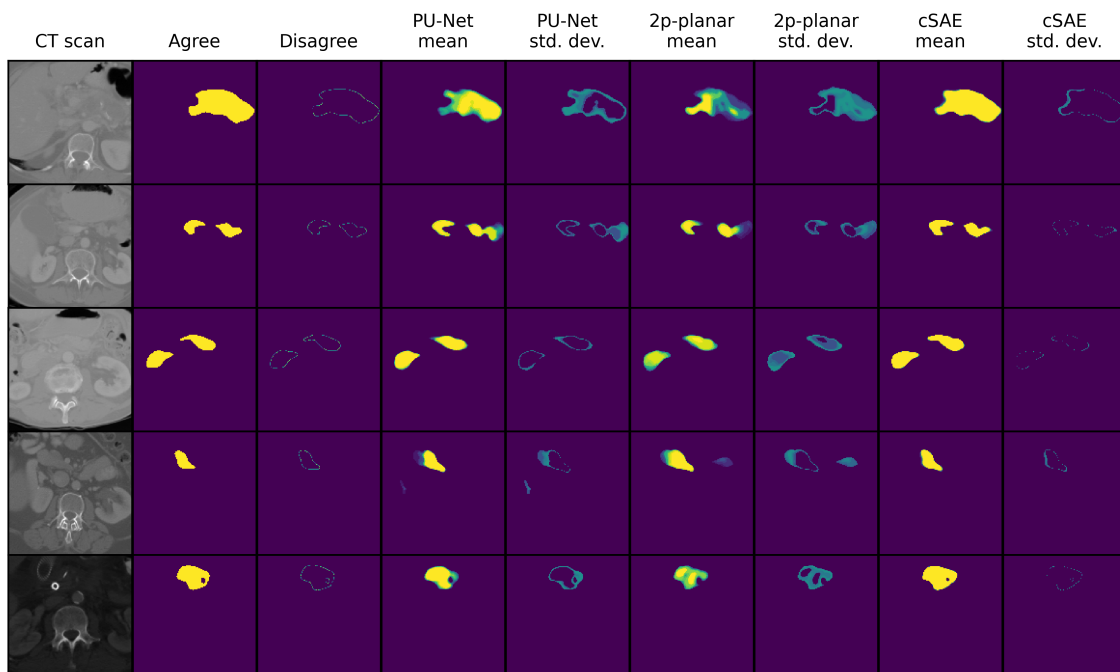 CT scan
Agree
Disagree
PU-Net
mean
PU-Net
std. dev.
2p-planar
mean
2p-planar
std. dev.
cSAE
mean
cSAE
std. dev.